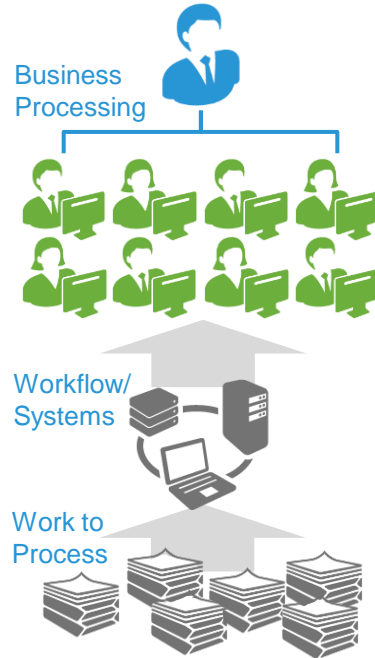 Business
Processing
Workflow/
Systems
Work to
Process